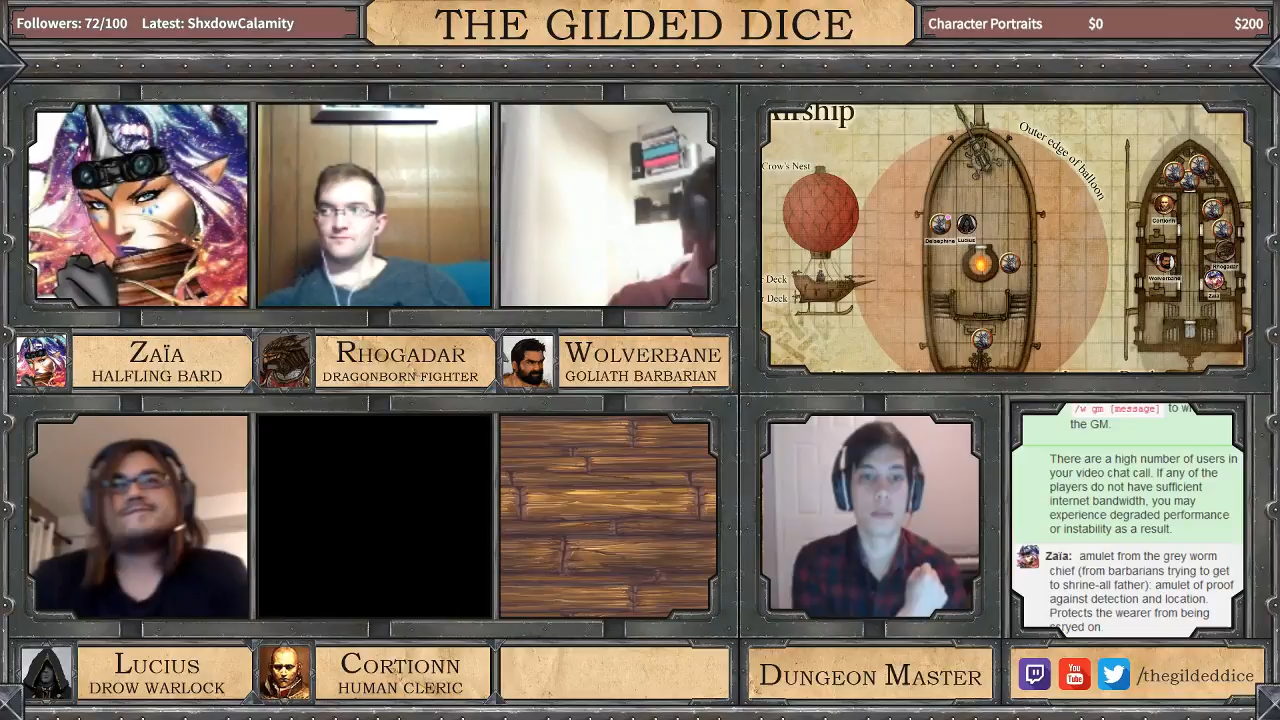 Followers: 72/100 Latest: ShxdowCalamity
THE GILDED DICE
Character Portraits $0 $200
Airship
Crow's Nest
Outer edge of balloon
Deck
Deck
Delsephine
Lucius
Cortionn
Wolverbane
Rhogadar
Zaïa
ZAÏA
HALFLING BARD
RHOGADAR
DRAGONBORN FIGHTER
WOLVERBANE
GOLIATH BARBARIAN
/w gm [message] to w
the GM.
There are a high number of users in
your video chat call. If any of the
players do not have sufficient
internet bandwidth, you may
experience degraded performance
or instability as a result.
Zaïa: amulet from the grey worm
chief (from barbarians trying to get
to shrine-all father): amulet of proof
against detection and location.
Protects the wearer from being
scryed on.
LUCIUS
DROW WARLOCK
CORTIONN
HUMAN CLERIC
DUNGEON MASTER
You
Tube
/thegildeddice